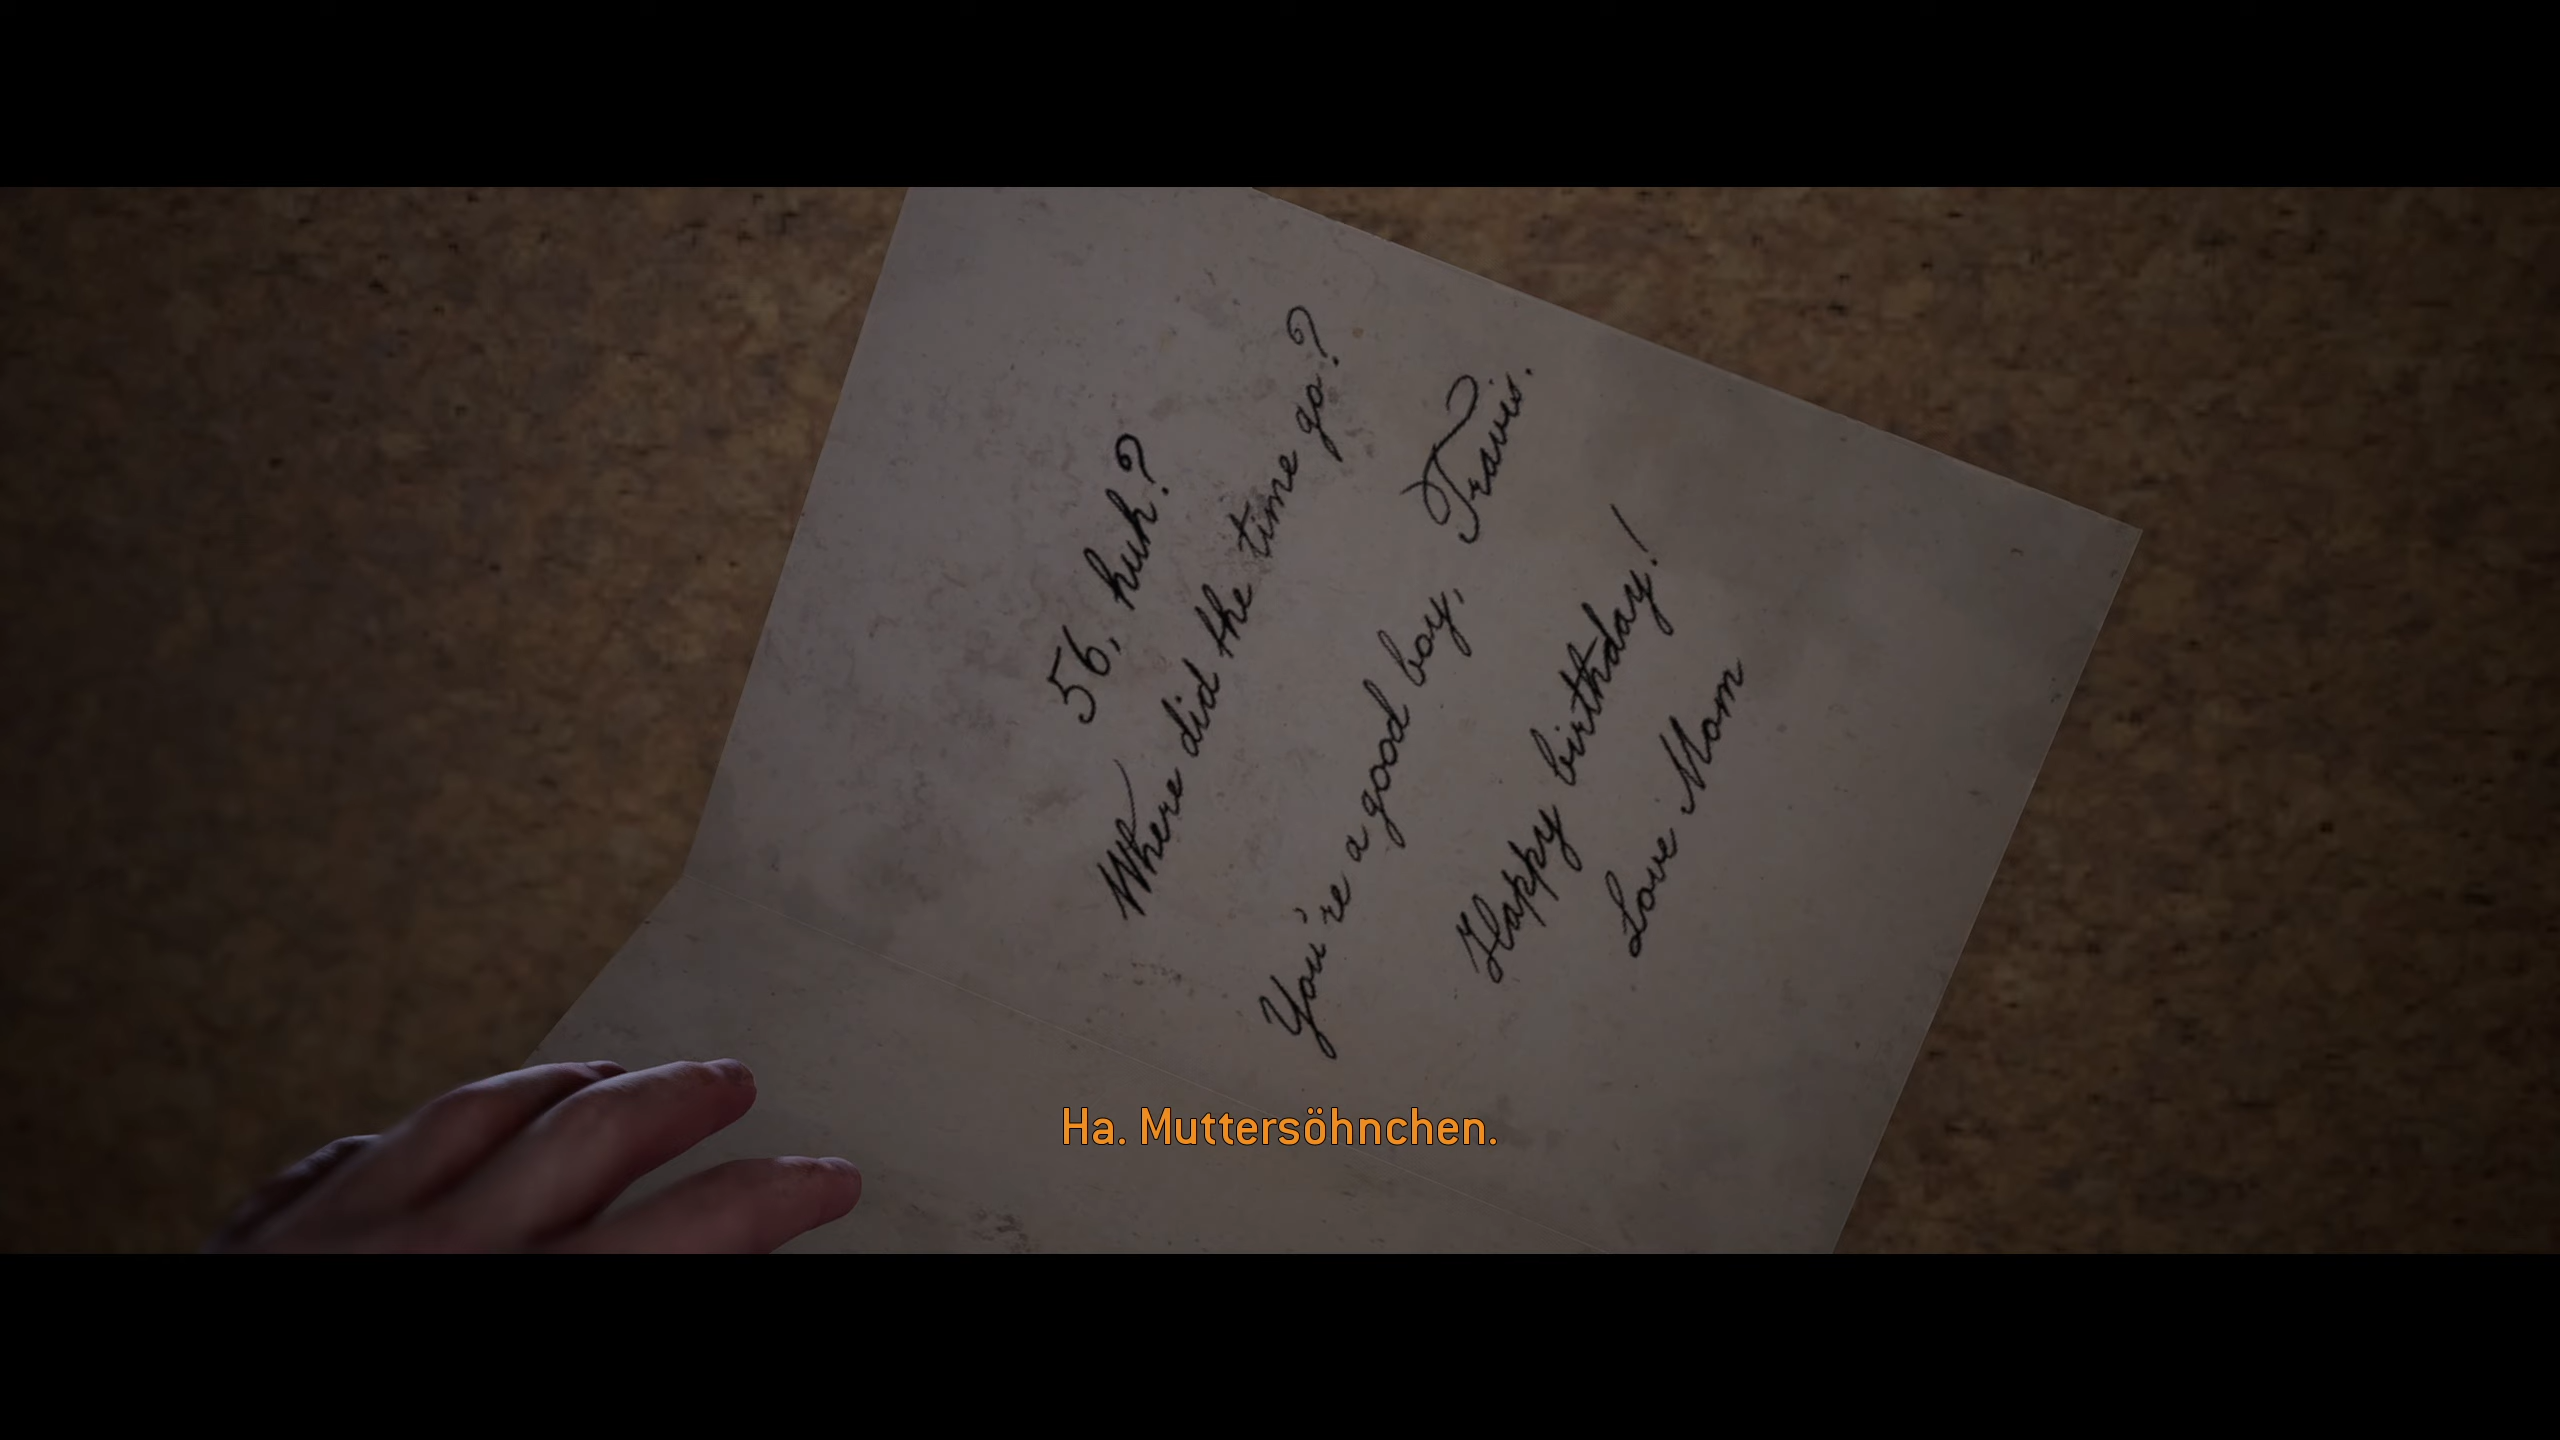 56, huh?
Where did the time go?
You're a good boy, Travis.
Happy birthday!
Love Mom
Ha. Muttersöhnchen.